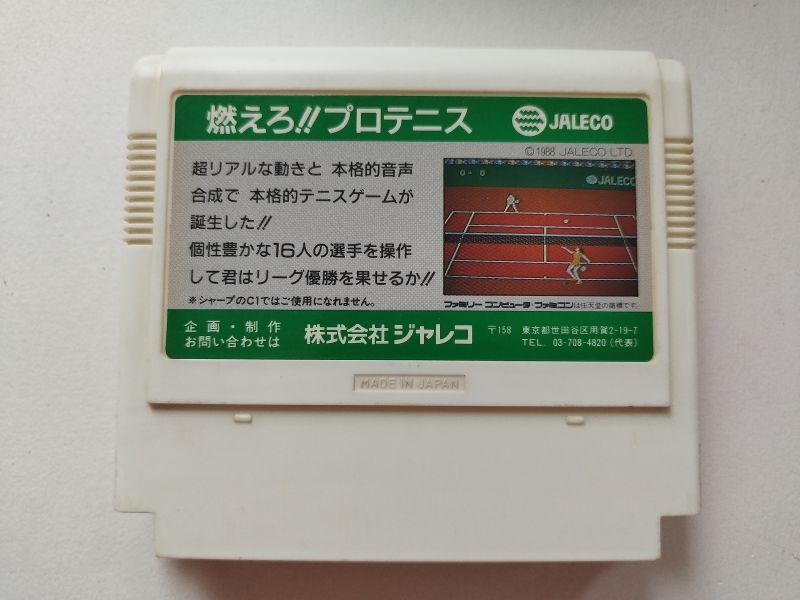 燃えろ!!プロテニス
JALECO
©1988 JALECO LTD.
超リアルな動きと 本格的音声
合成で 本格的テニスゲームが
誕生した!!
個性豊かな16人の選手を操作
して君はリーグ優勝を果せるか!!
※シャープのC1ではご使用になれません。
0- 0
JALECO
ファミリーコンピュータ・ファミコンは任天堂の商標です。
企画・制作
お問い合わせは
株式会社 ジャレコ
〒158 東京都世田谷区用賀2-19-7
TEL. 03-708-4820(代表)
MADE IN JAPAN